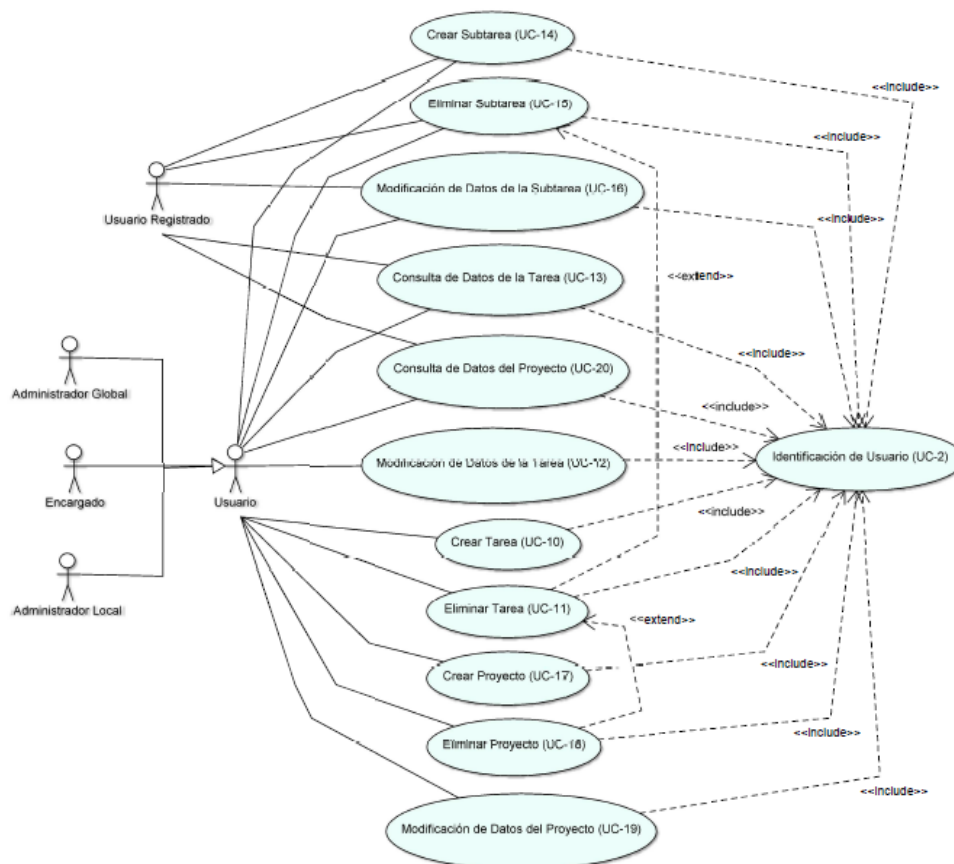 Crear Subtarea (UC-14)
<<include>>
Eliminar Subtarea (UC-15)
<<include>>
Usuario Registrado
Modificación de Datos de la Subtarea (UC-16)
<<include>>
Consulta de Datos de la Tarea (UC-13)
<<extend>>
<<include>>
Administrador Global
Consulta de Datos del Proyecto (UC-20)
<<include>>
Encargado
Usuario
Modificación de Datos de la Tarea (UC-12)
<<include>>
Identificación de Usuario (UC-2)
Crear Tarea (UC-10)
<<include>>
Administrador Local
Eliminar Tarea (UC-11)
<<include>>
<<extend>>
Crear Proyecto (UC-17)
<<include>>
Eliminar Proyecto (UC-18)
<<include>>
<<include>>
Modificación de Datos del Proyecto (UC-19)